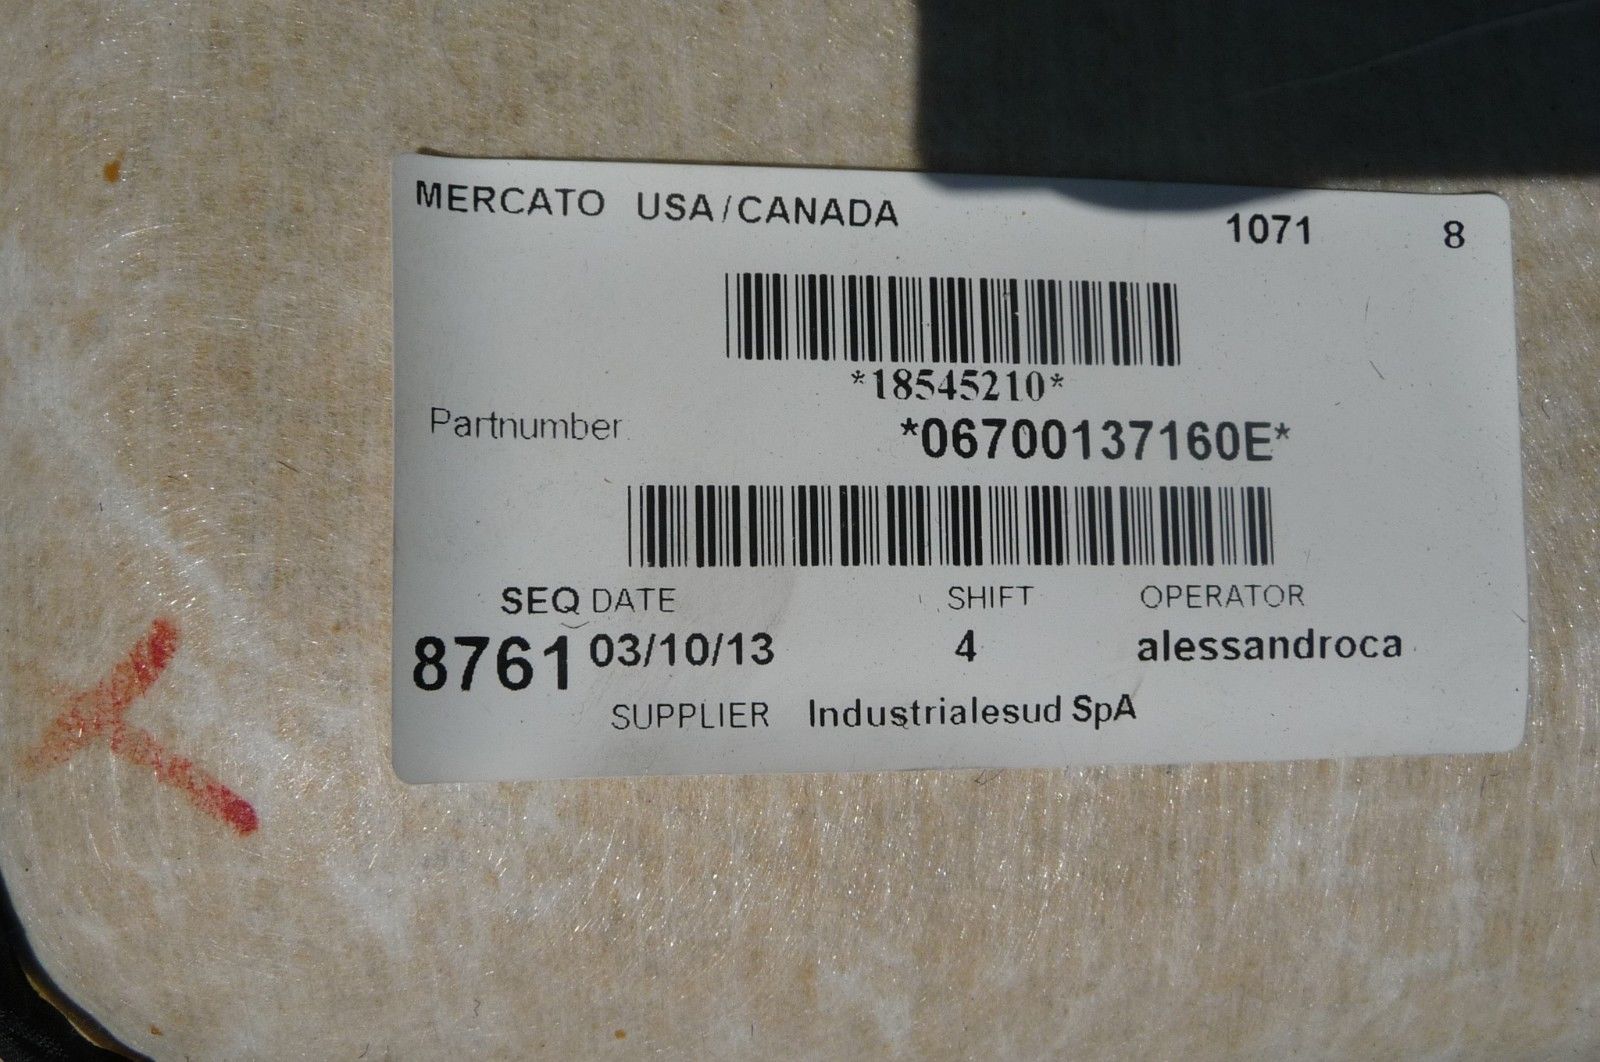 MERCATO USA/CANADA 1071 8
*18545210*
Partnumber *06700137160E*
SEQ DATE SHIFT OPERATOR
8761 03/10/13 4 alessandroca
SUPPLIER Industrialesud SpA